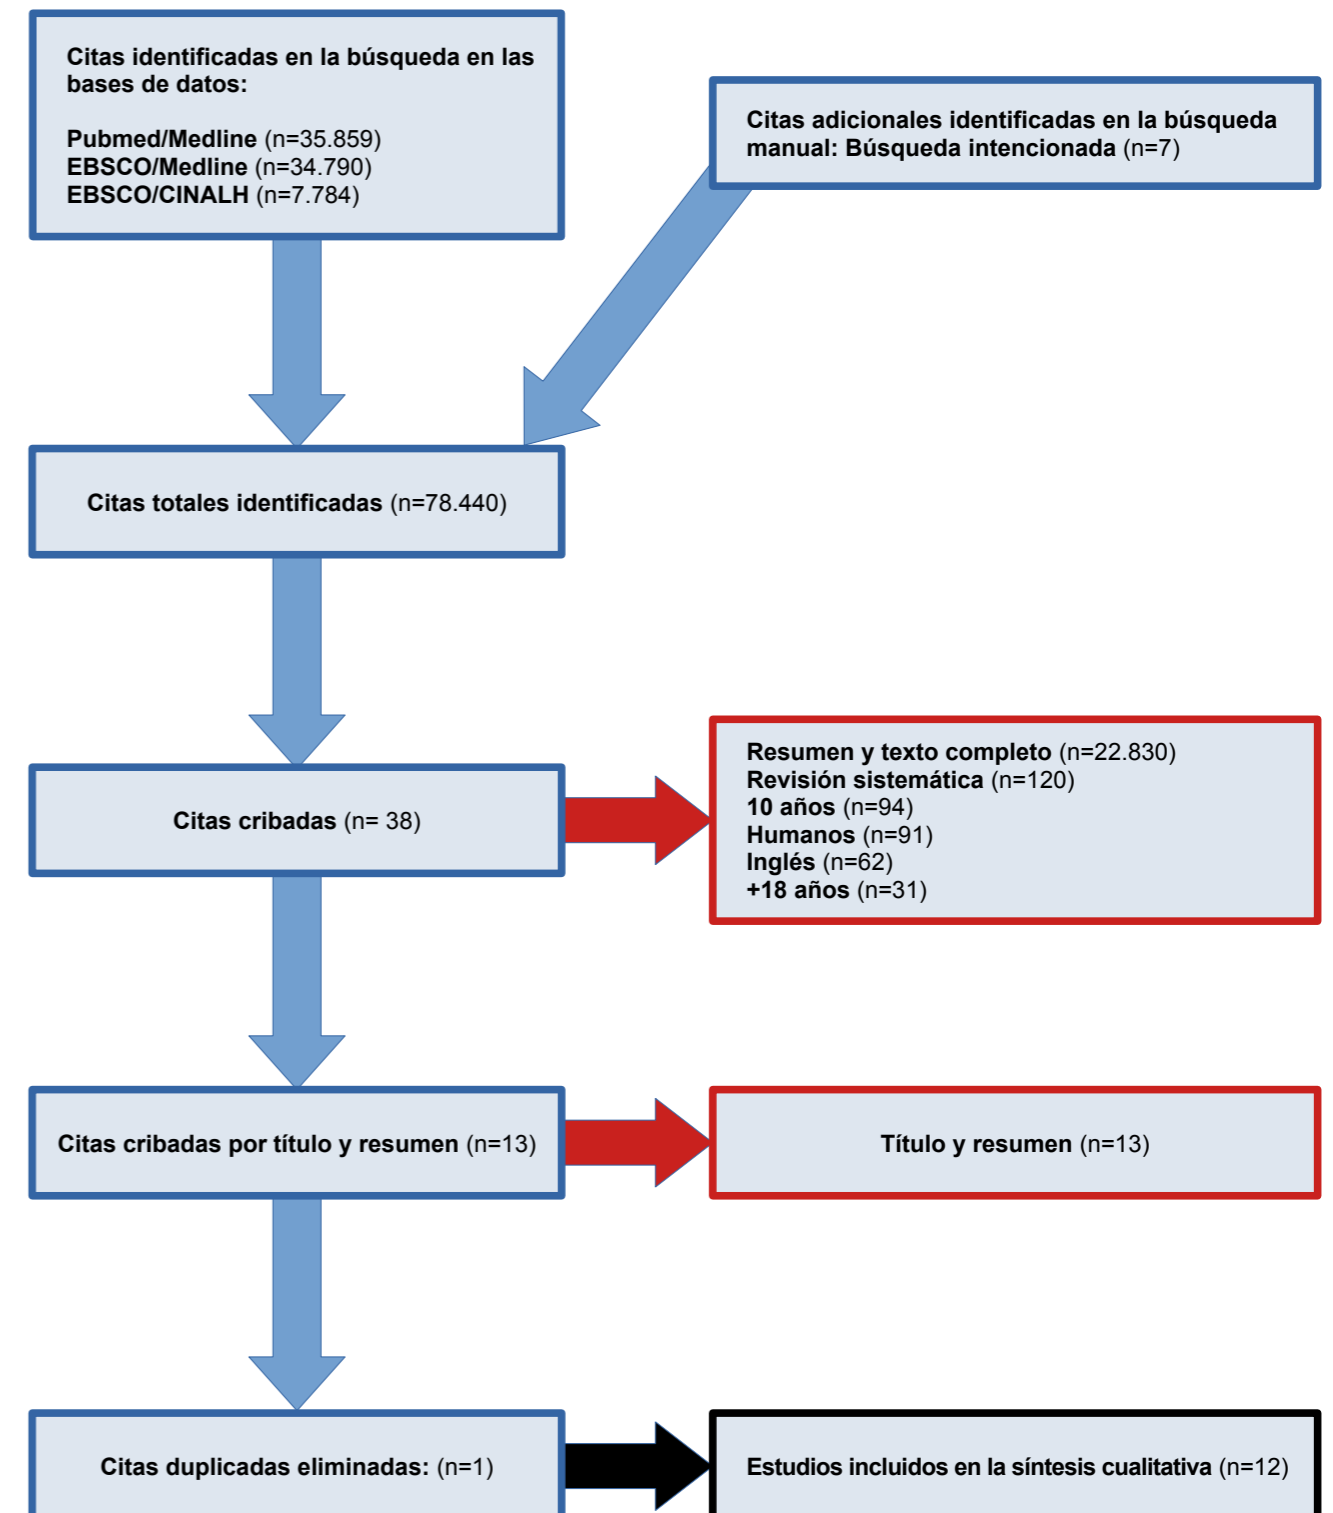 Citas identificadas en la búsqueda en las
bases de datos:
Pubmed/Medline (n=35.859)
EBSCO/Medline (n=34.790)
EBSCO/CINALH (n=7.784)
Citas adicionales identificadas en la búsqueda
manual: Búsqueda intencionada (n=7)
Citas totales identificadas (n=78.440)
Citas cribadas (n= 38)
Resumen y texto completo (n=22.830)
Revisión sistemática (n=120)
10 años (n=94)
Humanos (n=91)
Inglés (n=62)
+18 años (n=31)
Citas cribadas por título y resumen (n=13)
Título y resumen (n=13)
Citas duplicadas eliminadas: (n=1)
Estudios incluidos en la síntesis cualitativa (n=12)